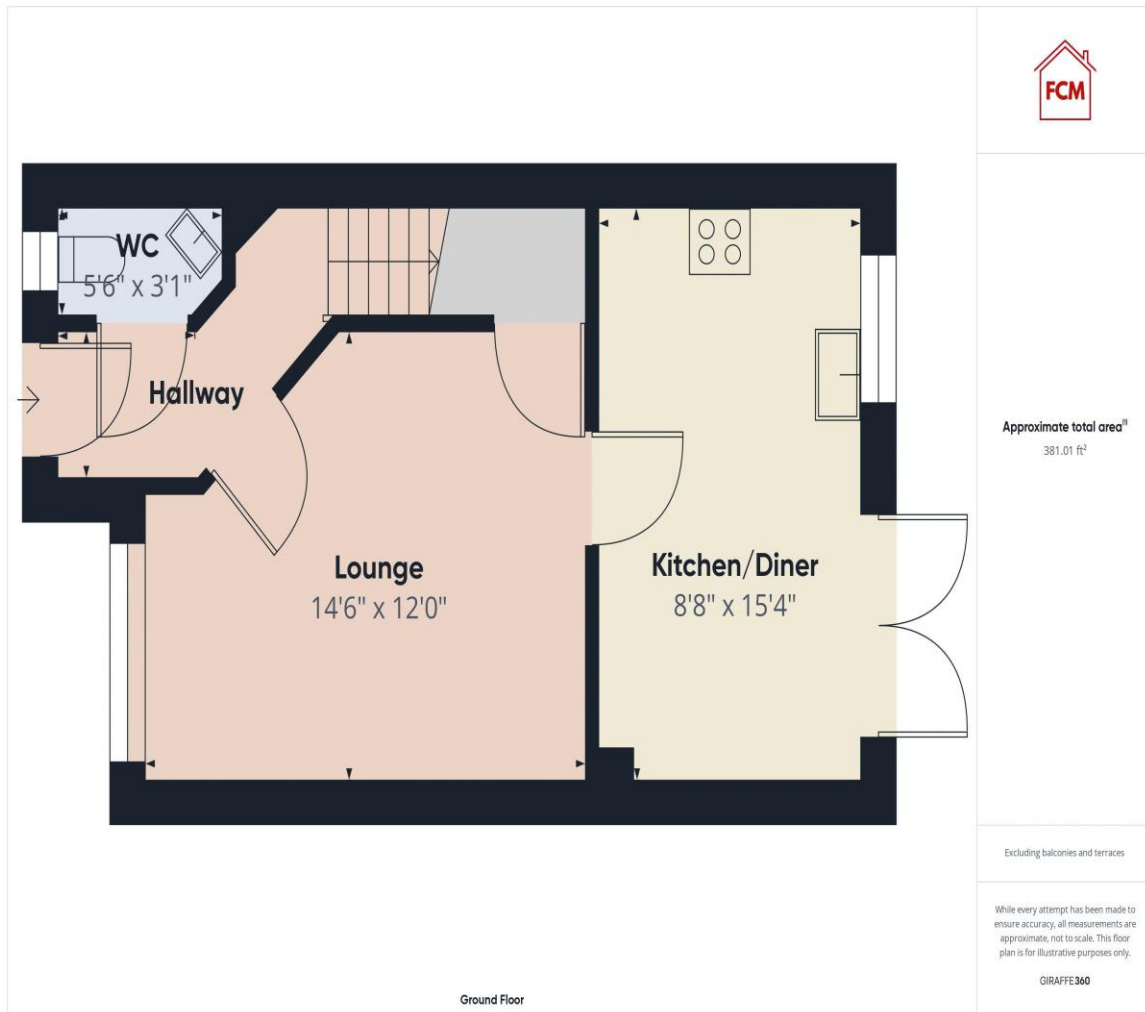 FCM
WC
5'6" x 3'1"
Hallway
Lounge
14'6" x 12'0"
Kitchen/Diner
8'8" x 15'4"
Ground Floor
Approximate total area⁽¹⁾
381.01 ft²
Excluding balconies and terraces
While every attempt has been made to
ensure accuracy, all measurements are
approximate, not to scale. This floor
plan is for illustrative purposes only.
GIRAFFE360